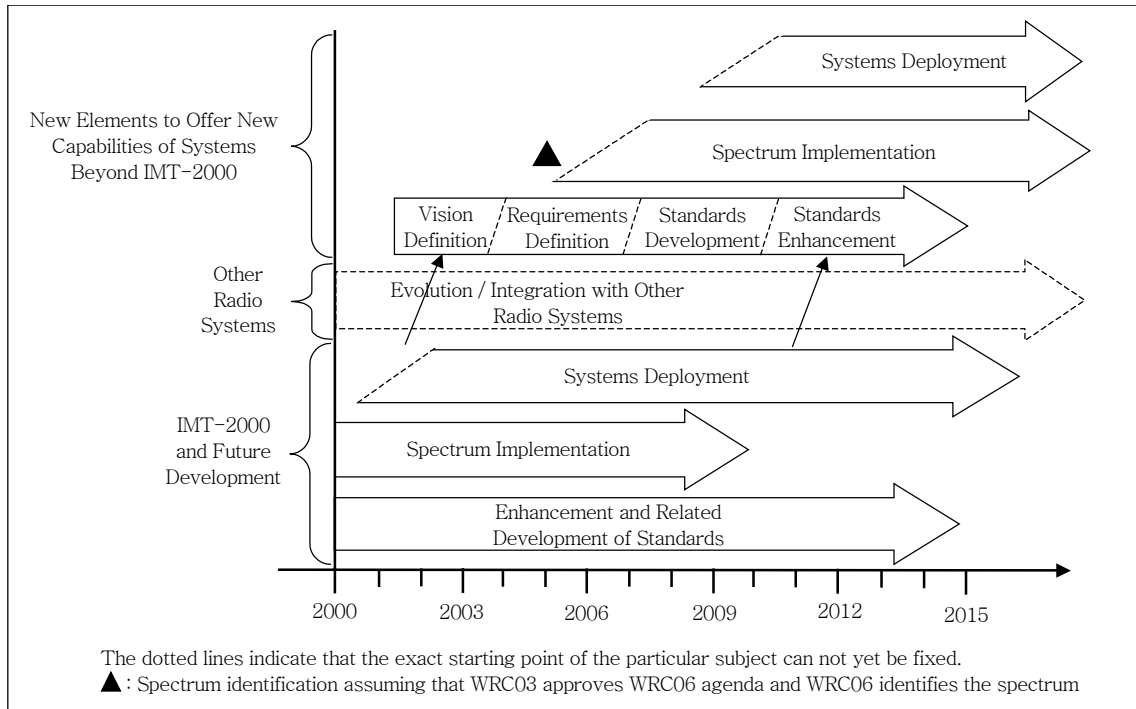 Systems Deployment
New Elements to Offer New
Capabilities of Systems
Beyond IMT-2000
Spectrum Implementation
Vision
Definition
Requirements
Definition
Standards
Development
Standards
Enhancement
Other
Radio
Systems
Evolution / Integration with Other
Radio Systems
Systems Deployment
IMT-2000
and Future
Development
Spectrum Implementation
Enhancement and Related
Development of Standards
2000 2003 2006 2009 2012 2015
The dotted lines indicate that the exact starting point of the particular subject can not yet be fixed.
▲ : Spectrum identification assuming that WRC03 approves WRC06 agenda and WRC06 identifies the spectrum